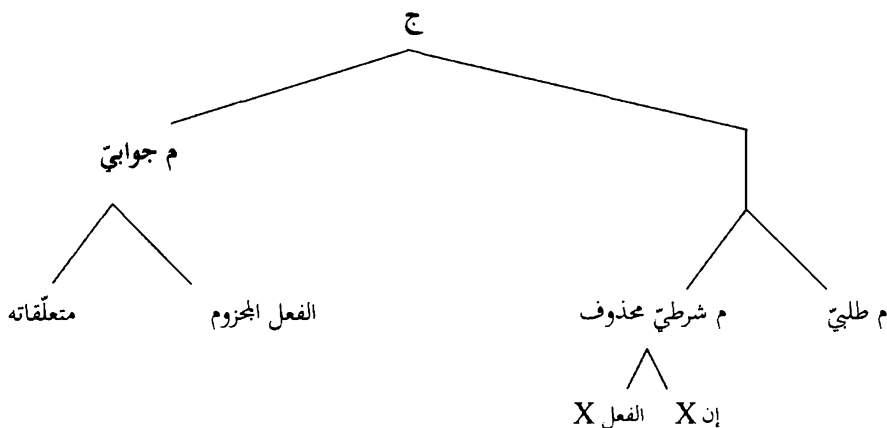 ج
م جوابيّ
م طلبيّ م شرطيّ محذوف الفعل المجزوم متعلّقاته
إن X الفعل X